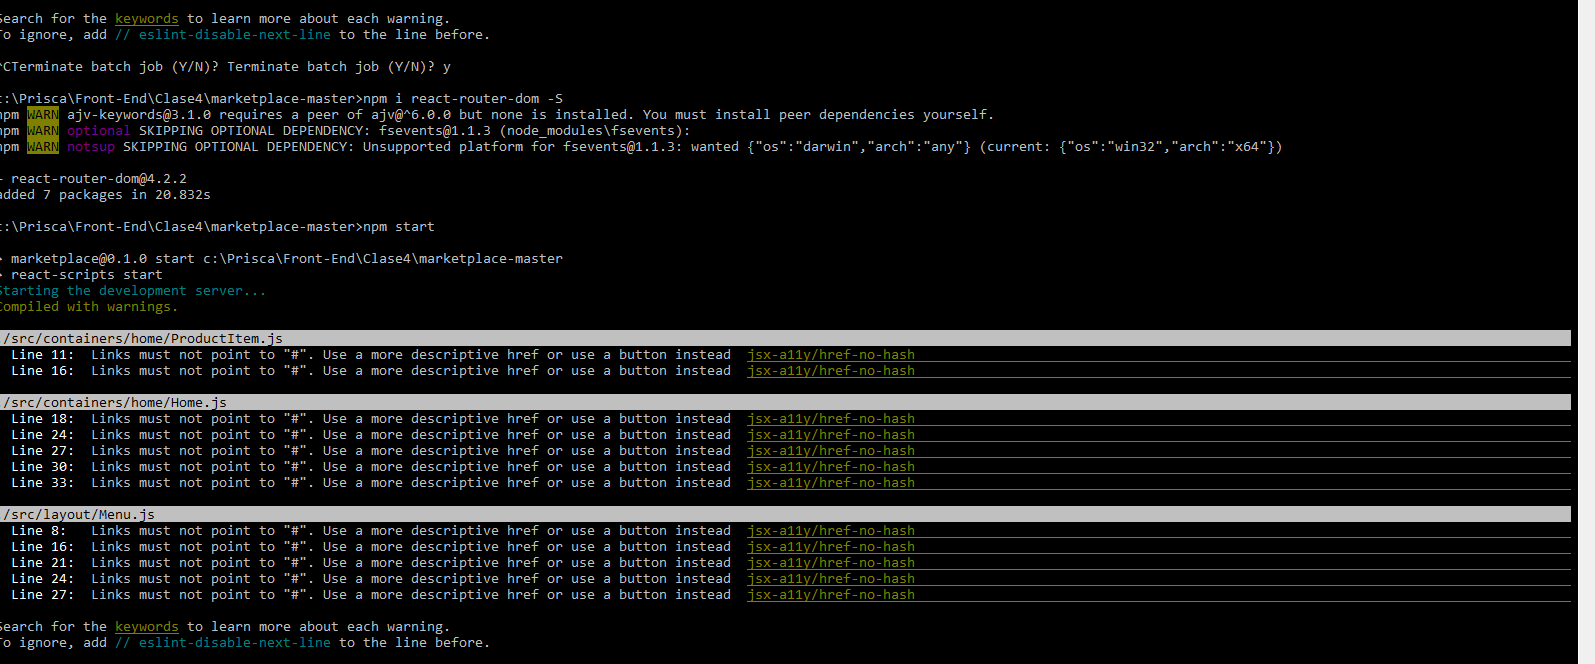 Search for the keywords to learn more about each warning.
To ignore, add // eslint-disable-next-line to the line before.
^CTerminate batch job (Y/N)? Terminate batch job (Y/N)? y
c:\Prisca\Front-End\Clase4\marketplace-master>npm i react-router-dom -S
npm WARN ajv-keywords@3.1.0 requires a peer of ajv@^6.0.0 but none is installed. You must install peer dependencies yourself.
npm WARN optional SKIPPING OPTIONAL DEPENDENCY: fsevents@1.1.3 (node_modules\fsevents):
npm WARN notsup SKIPPING OPTIONAL DEPENDENCY: Unsupported platform for fsevents@1.1.3: wanted {"os":"darwin","arch":"any"} (current: {"os":"win32","arch":"x64"})
+ react-router-dom@4.2.2
added 7 packages in 20.832s
c:\Prisca\Front-End\Clase4\marketplace-master>npm start
> marketplace@0.1.0 start c:\Prisca\Front-End\Clase4\marketplace-master
> react-scripts start
Starting the development server...
Compiled with warnings.
./src/containers/home/ProductItem.js
Line 11:  Links must not point to "#". Use a more descriptive href or use a button instead  jsx-a11y/href-no-hash
Line 16:  Links must not point to "#". Use a more descriptive href or use a button instead  jsx-a11y/href-no-hash
./src/containers/home/Home.js
Line 18:  Links must not point to "#". Use a more descriptive href or use a button instead  jsx-a11y/href-no-hash
Line 24:  Links must not point to "#". Use a more descriptive href or use a button instead  jsx-a11y/href-no-hash
Line 27:  Links must not point to "#". Use a more descriptive href or use a button instead  jsx-a11y/href-no-hash
Line 30:  Links must not point to "#". Use a more descriptive href or use a button instead  jsx-a11y/href-no-hash
Line 33:  Links must not point to "#". Use a more descriptive href or use a button instead  jsx-a11y/href-no-hash
./src/layout/Menu.js
Line 8:   Links must not point to "#". Use a more descriptive href or use a button instead  jsx-a11y/href-no-hash
Line 16:  Links must not point to "#". Use a more descriptive href or use a button instead  jsx-a11y/href-no-hash
Line 21:  Links must not point to "#". Use a more descriptive href or use a button instead  jsx-a11y/href-no-hash
Line 24:  Links must not point to "#". Use a more descriptive href or use a button instead  jsx-a11y/href-no-hash
Line 27:  Links must not point to "#". Use a more descriptive href or use a button instead  jsx-a11y/href-no-hash
Search for the keywords to learn more about each warning.
To ignore, add // eslint-disable-next-line to the line before.